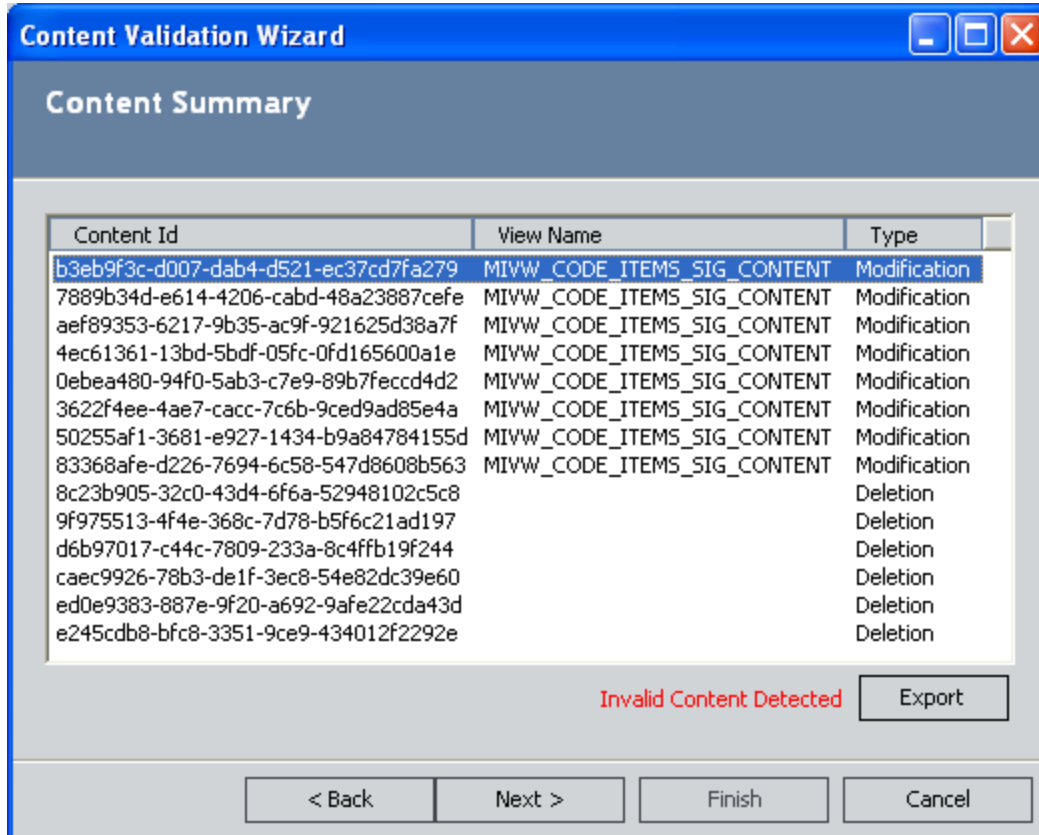 Content Validation Wizard
Content Summary
Content Id View Name Type
b3eb9f3c-d007-dab4-d521-ec37cd7fa279 MIVW_CODE_ITEMS_SIG_CONTENT Modification
7889b34d-e614-4206-cabd-48a23887cefe MIVW_CODE_ITEMS_SIG_CONTENT Modification
aef89353-6217-9b35-ac9f-921625d38a7f MIVW_CODE_ITEMS_SIG_CONTENT Modification
4ec61361-13bd-5bdf-05fc-0fd165600a1e MIVW_CODE_ITEMS_SIG_CONTENT Modification
0ebea480-94f0-5ab3-c7e9-89b7feccd4d2 MIVW_CODE_ITEMS_SIG_CONTENT Modification
3622f4ee-4ae7-cacc-7c6b-9ced9ad85e4a MIVW_CODE_ITEMS_SIG_CONTENT Modification
50255af1-3681-e927-1434-b9a84784155d MIVW_CODE_ITEMS_SIG_CONTENT Modification
83368afe-d226-7694-6c58-547d8608b563 MIVW_CODE_ITEMS_SIG_CONTENT Modification
8c23b905-32c0-43d4-6f6a-52948102c5c8 Deletion
9f975513-4f4e-368c-7d78-b5f6c21ad197 Deletion
d6b97017-c44c-7809-233a-8c4ffb19f244 Deletion
caec9926-78b3-de1f-3ec8-54e82dc39e60 Deletion
ed0e9383-887e-9f20-a692-9afe22cda43d Deletion
e245cdb8-bfc8-3351-9ce9-434012f2292e Deletion
Invalid Content Detected Export
< Back Next > Finish Cancel